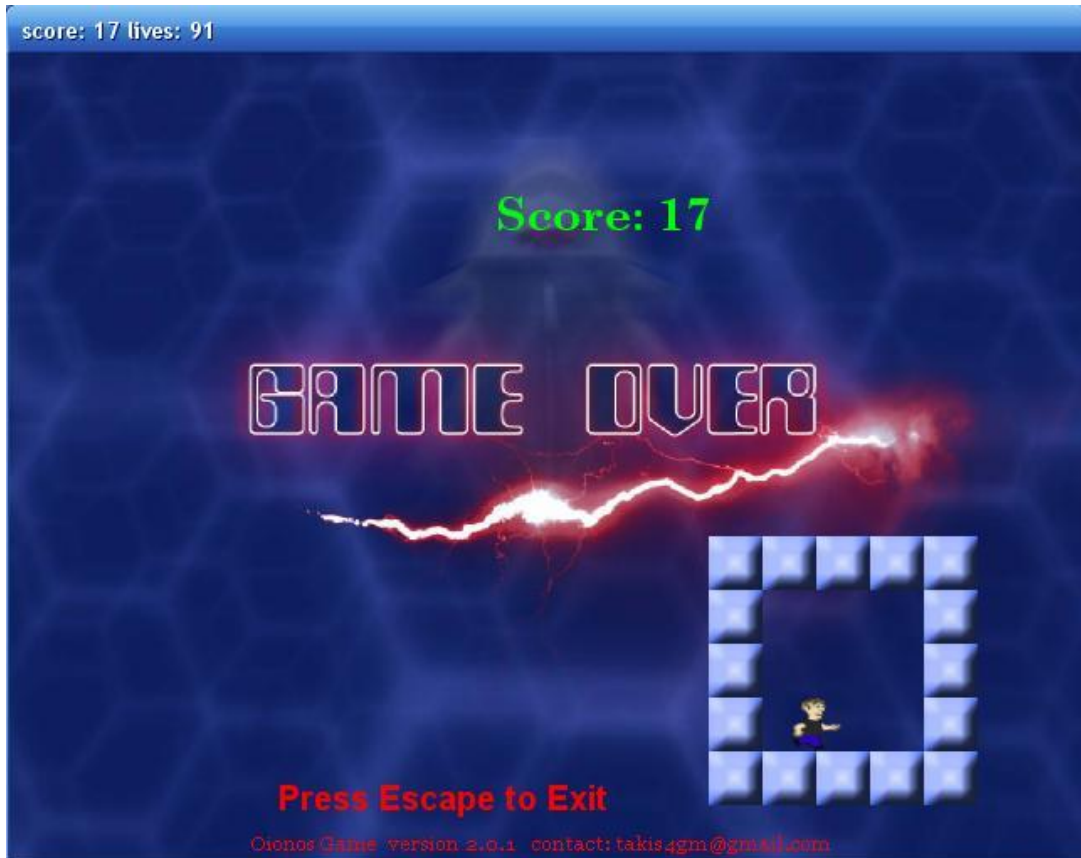 score: 17 lives: 91
Score: 17
GAME OVER
Press Escape to Exit
Oionos Game version 2.0.1 contact: takis4gm@gmail.com